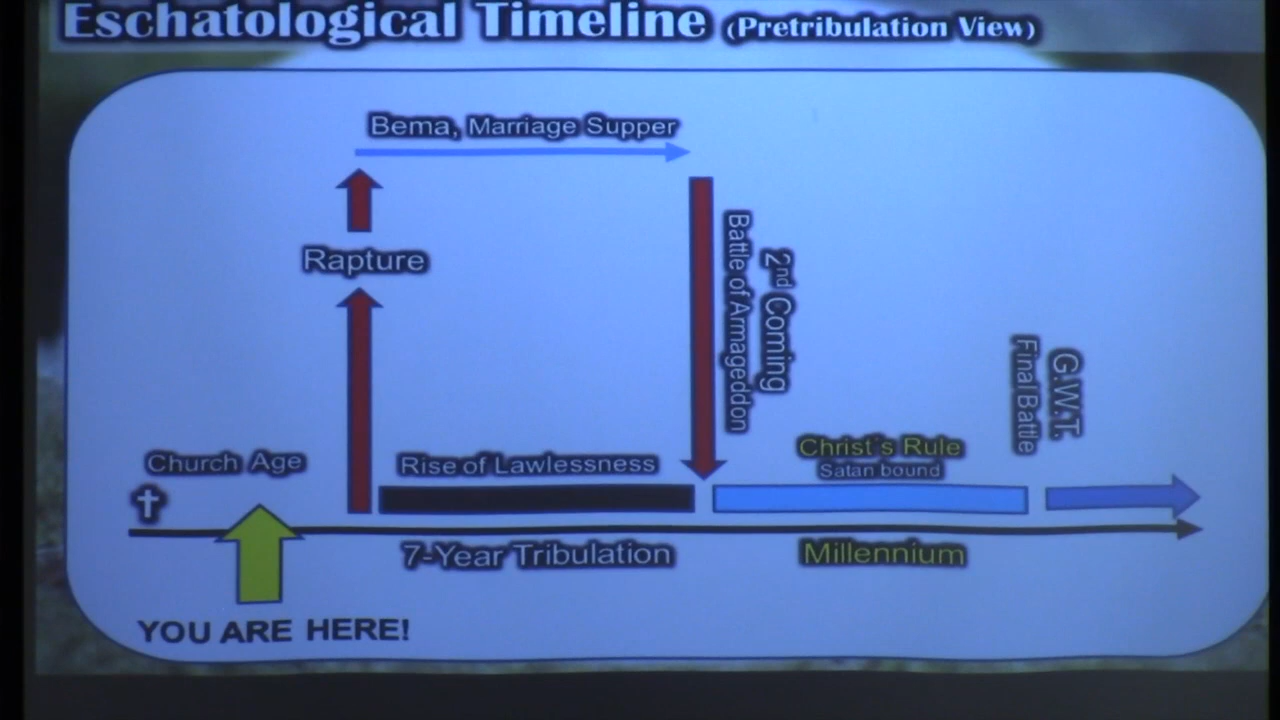 Eschatological Timeline (Pretribulation View)
Bema, Marriage Supper
Rapture
2nd Coming
Battle of Armageddon
G.W.T.
Final Battle
Church Age
Rise of Lawlessness
Christ's Rule
Satan bound
7-Year Tribulation
Millennium
YOU ARE HERE!